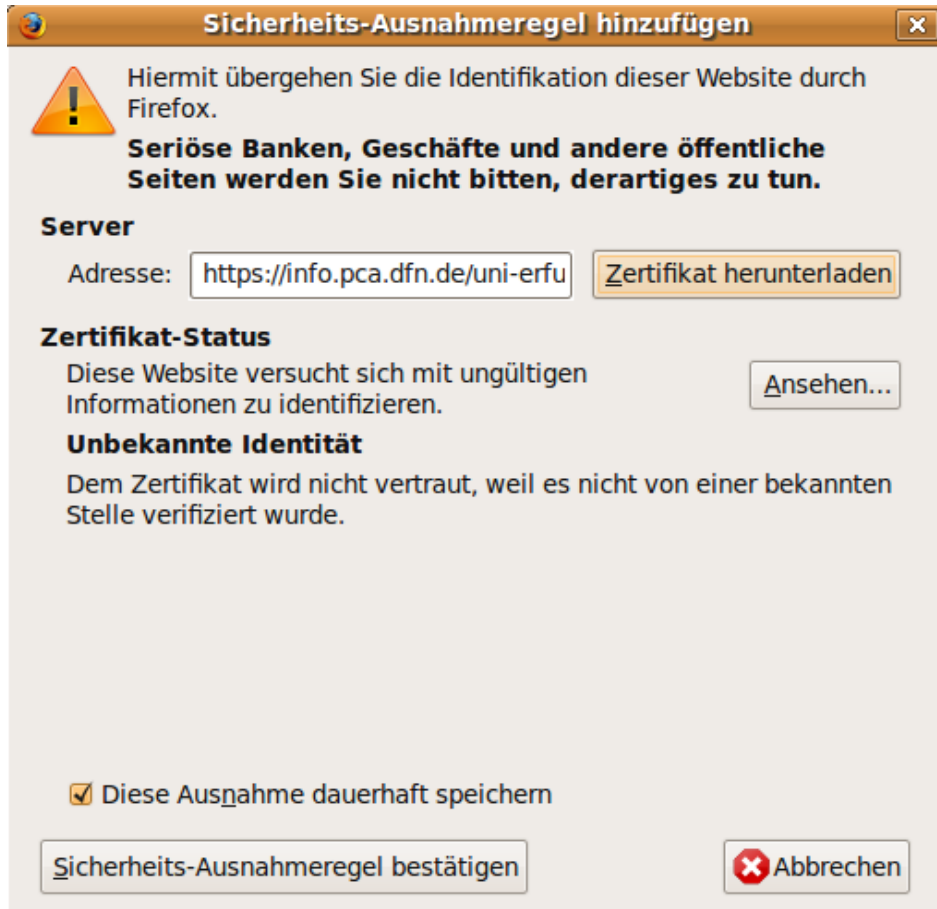 Sicherheits-Ausnahmeregel hinzufügen
Hiermit übergehen Sie die Identifikation dieser Website durch
Firefox.
Seriöse Banken, Geschäfte und andere öffentliche
Seiten werden Sie nicht bitten, derartiges zu tun.
Server
Adresse: https://info.pca.dfn.de/uni-erfu Zertifikat herunterladen
Zertifikat-Status
Diese Website versucht sich mit ungültigen
Informationen zu identifizieren.
Ansehen...
Unbekannte Identität
Dem Zertifikat wird nicht vertraut, weil es nicht von einer bekannten
Stelle verifiziert wurde.
Diese Ausnahme dauerhaft speichern
Sicherheits-Ausnahmeregel bestätigen Abbrechen